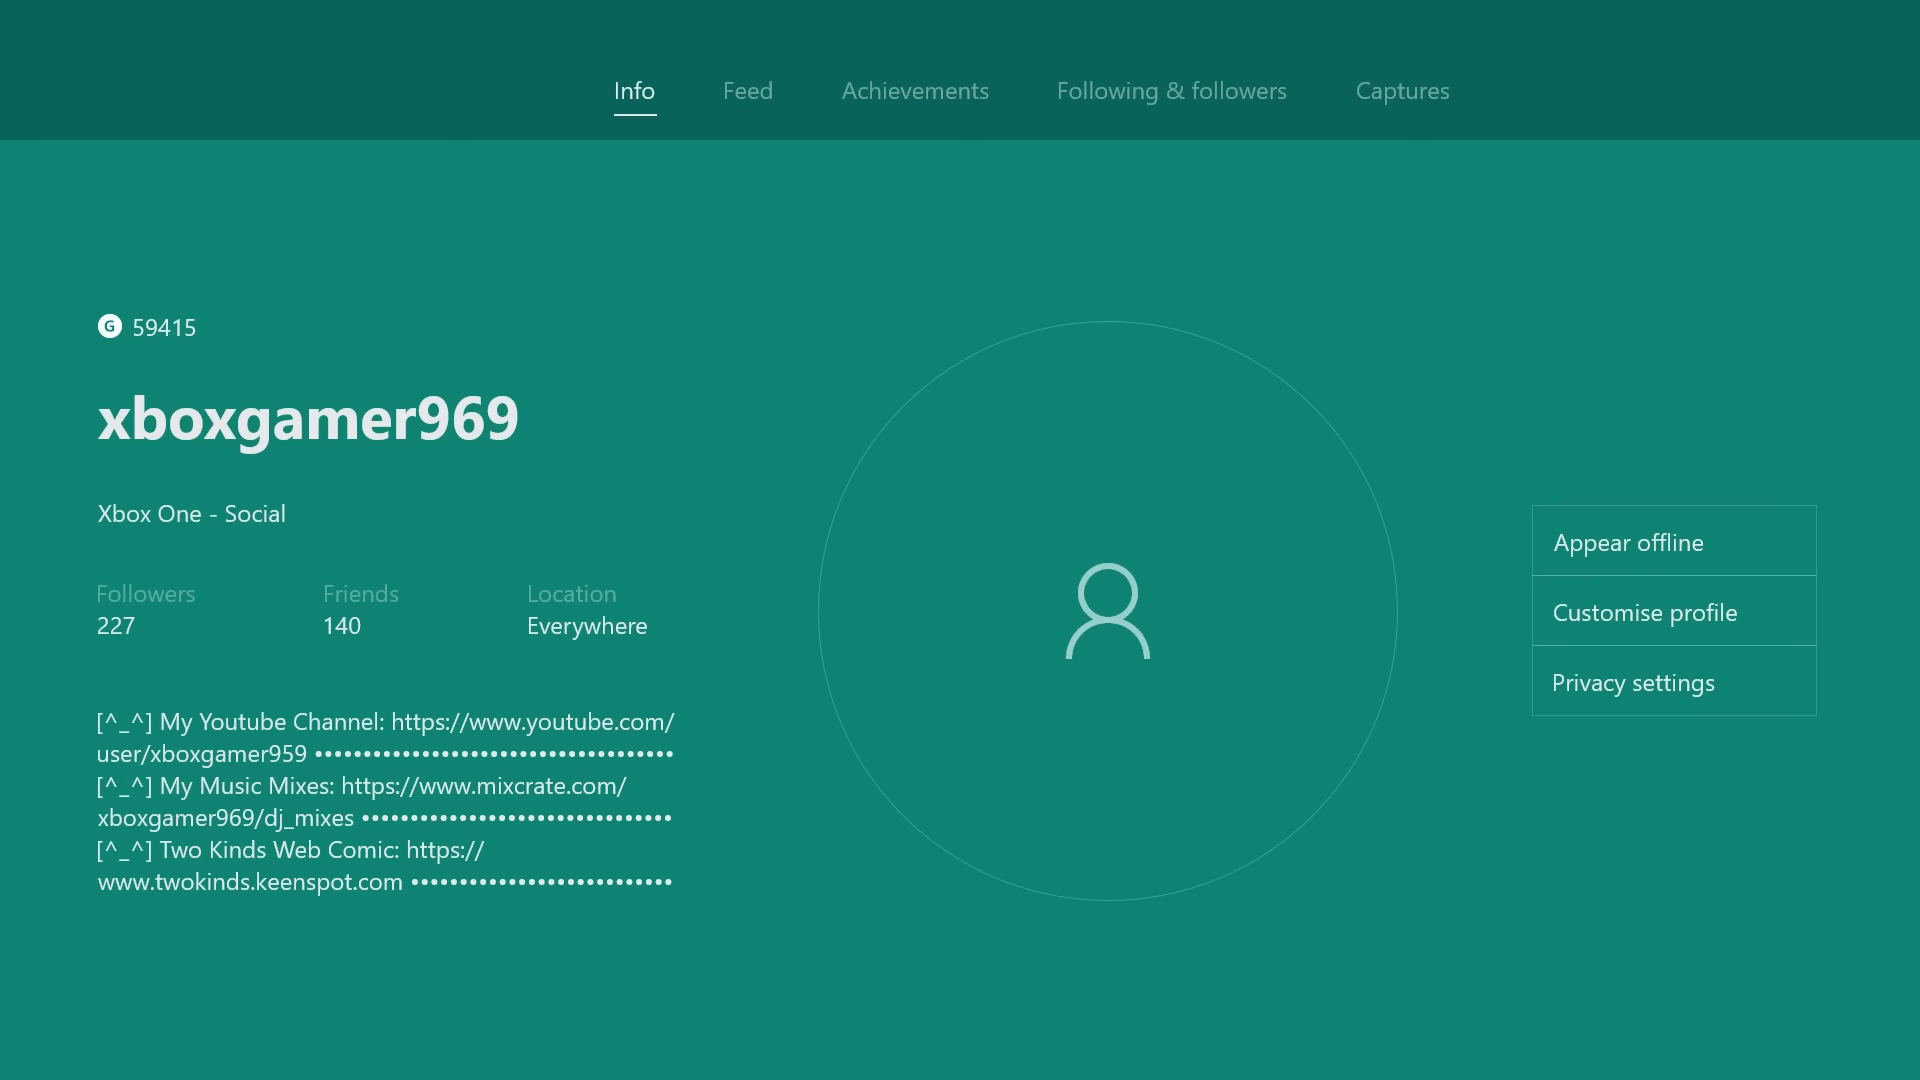 Info Feed Achievements Following & followers Captures
G 59415
xboxgamer969
Xbox One - Social
Followers Friends Location
227 140 Everywhere
[^_^] My Youtube Channel: https://www.youtube.com/
user/xboxgamer959 •••••••••••••••••••••••••••••••••••••
[^_^] My Music Mixes: https://www.mixcrate.com/
xboxgamer969/dj_mixes ••••••••••••••••••••••••••••••••
[^_^] Two Kinds Web Comic: https://
www.twokinds.keenspot.com •••••••••••••••••••••••••••
Appear offline
Customise profile
Privacy settings